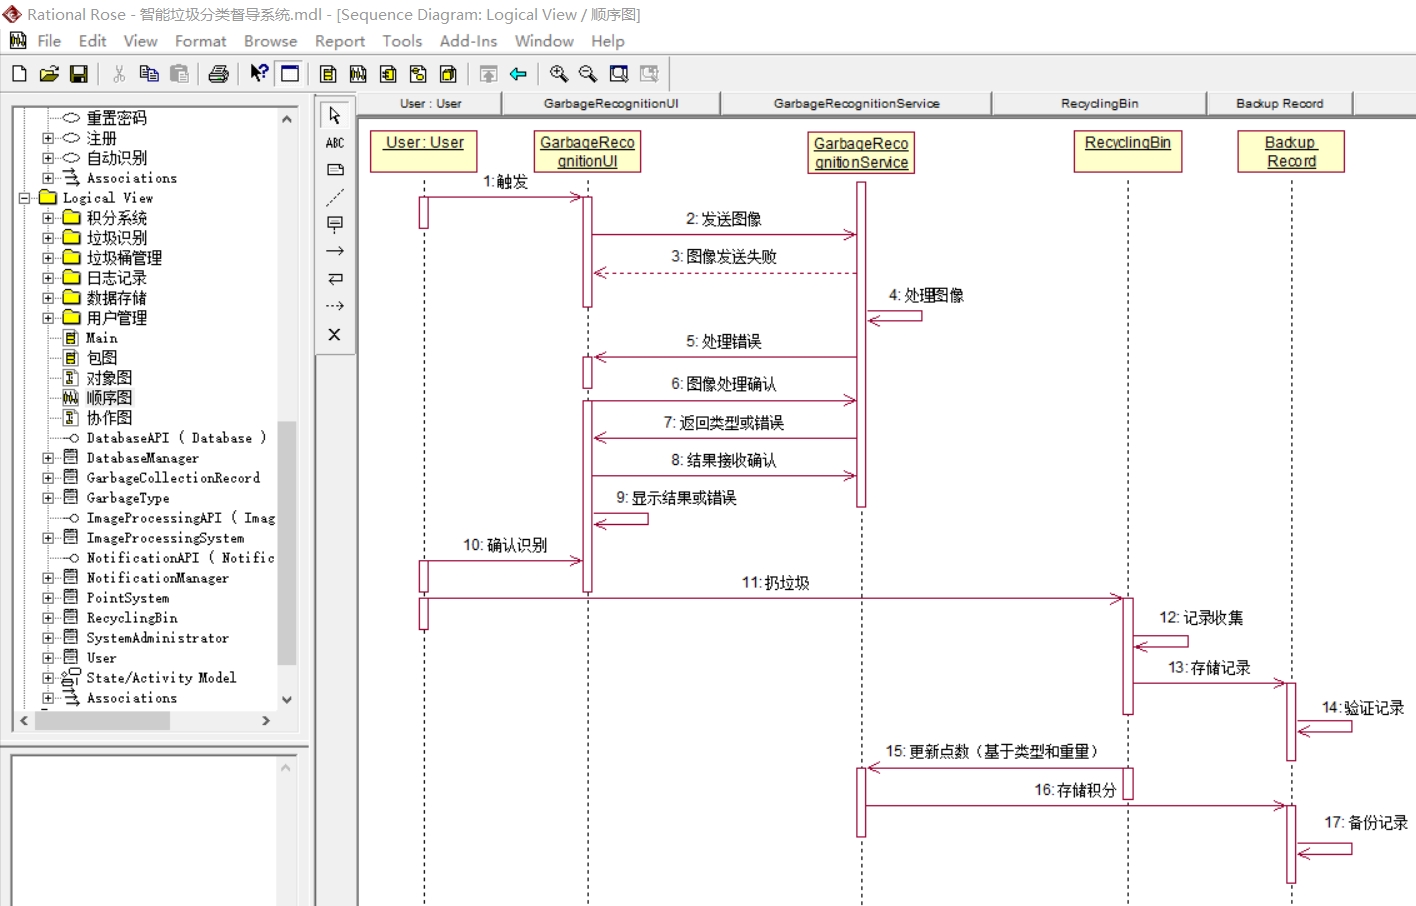 Rational Rose - 智能垃圾分类督导系统.mdl - [Sequence Diagram: Logical View / 顺序图]
File Edit View Format Browse Report Tools Add-Ins Window Help
重置密码
注册
自动识别
Associations
Logical View
积分系统
垃圾识别
垃圾桶管理
日志记录
数据存储
用户管理
Main
包图
对象图
顺序图
协作图
DatabaseAPI ( Database )
DatabaseManager
GarbageCollectionRecord
GarbageType
ImageProcessingAPI ( Imag
ImageProcessingSystem
NotificationAPI ( Notific
NotificationManager
PointSystem
RecyclingBin
SystemAdministrator
User
State/Activity Model
Associations
ABC
User : User
GarbageRecognitionUI
GarbageRecognitionService
RecyclingBin
Backup Record
User : User
GarbageReco
gnitionUI
GarbageReco
gnitionService
RecyclingBin
Backup
Record
1: 触发
2: 发送图像
3: 图像发送失败
4: 处理图像
5: 处理错误
6: 图像处理确认
7: 返回类型或错误
8: 结果接收确认
9: 显示结果或错误
10: 确认识别
11: 扔垃圾
12: 记录收集
13: 存储记录
14: 验证记录
15: 更新点数（基于类型和重量）
16: 存储积分
17: 备份记录